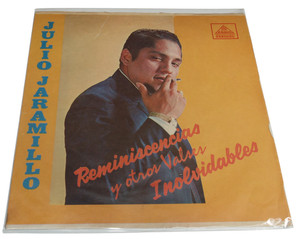 JULIO JARAMILLO
Reminiscencias
y otros Valses
Inolvidables